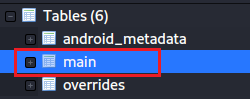 Tables (6)
android_metadata
main
overrides